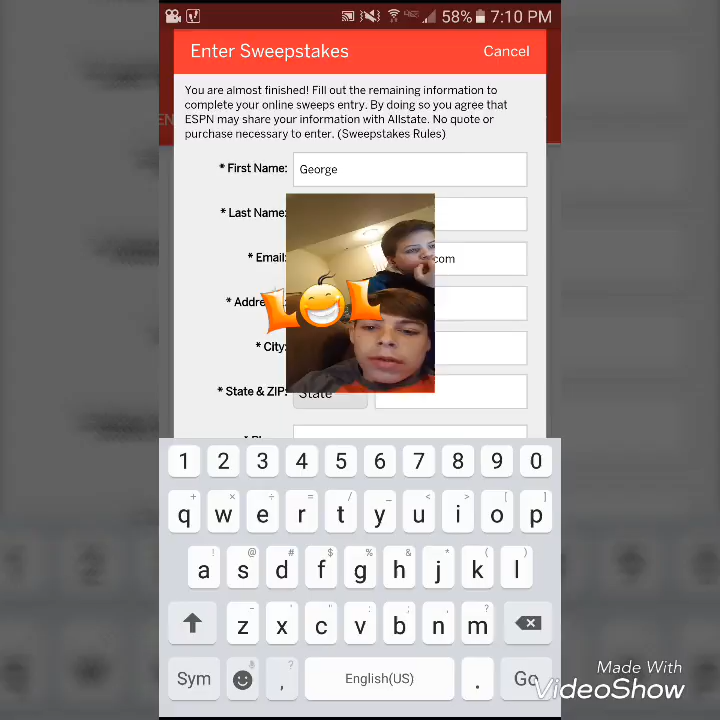 58% 7:10 PM
Enter Sweepstakes Cancel
You are almost finished! Fill out the remaining information to
complete your online sweeps entry. By doing so you agree that
ESPN may share your information with Allstate. No quote or
purchase necessary to enter. (Sweepstakes Rules)
* First Name: George
* Last Name:
* Email: com
* Addre
LOL
* City:
* State & ZIP: State
1 2 3 4 5 6 7 8 9 0
+ × ÷ = / _ < > [ ]
q w e r t y u i o p
! @ # $ % & * ( )
a s d f g h j k l
- ' " : ; , ?
z x c v b n m
Sym , ? English(US) . Go
Made With
VideoShow